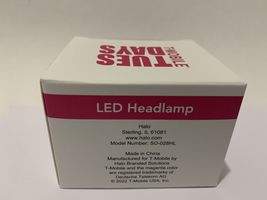 T MOBILE
TUES
DAYS
LED Headlamp
Halo
Sterling, IL 61081
www.halo.com
Model Number: SO-028HL
Made in China
Manufactured for T-Mobile by
Halo Branded Solutions
T-Mobile and the magenta color
are registered trademarks of
Deutsche Telekom AG
© 2022 T-Mobile USA, Inc.